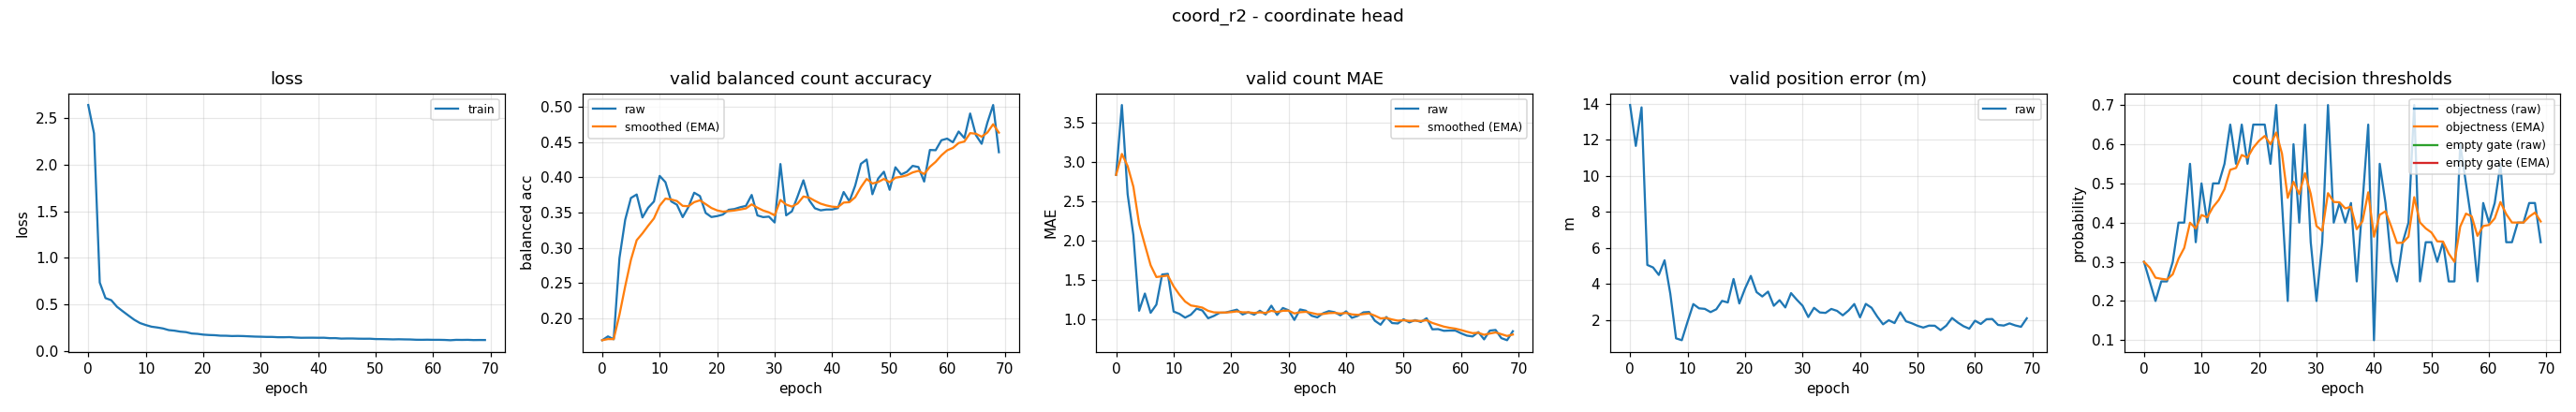 coord_r2 - coordinate head
loss
train
2.5
2.0
1.5
1.0
0.5
0.0
loss
0 10 20 30 40 50 60 70
epoch
valid balanced count accuracy
raw
smoothed (EMA)
0.50
0.45
0.40
0.35
0.30
0.25
0.20
balanced acc
0 10 20 30 40 50 60 70
epoch
valid count MAE
raw
smoothed (EMA)
3.5
3.0
2.5
2.0
1.5
1.0
MAE
0 10 20 30 40 50 60 70
epoch
valid position error (m)
raw
14
12
10
8
6
4
2
m
0 10 20 30 40 50 60 70
epoch
count decision thresholds
objectness (raw)
objectness (EMA)
empty gate (raw)
empty gate (EMA)
0.7
0.6
0.5
0.4
0.3
0.2
0.1
probability
0 10 20 30 40 50 60 70
epoch